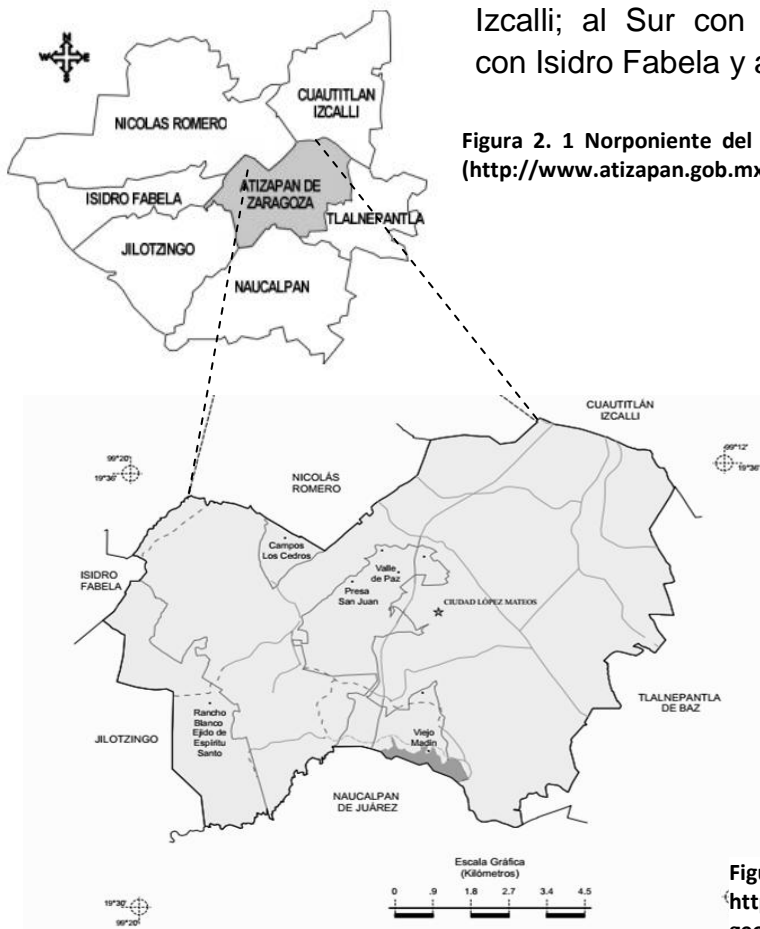 Izcalli; al Sur con
con Isidro Fabela y a
Figura 2. 1 Norponiente del
(http://www.atizapan.gob.mx
N
W E
S
CUAUTITLAN
IZCALLI
NICOLAS ROMERO
ATIZAPAN DE
ZARAGOZA
ISIDRO FABELA
TLALNEPANTLA
JILOTZINGO
NAUCALPAN
CUAUTITLÁN
IZCALLI
99°20'
19°36'
99°12'
19°36'
NICOLÁS
ROMERO
Campos
Los Cedros
ISIDRO
FABELA
Valle
de Paz
Presa
San Juan
CIUDAD LÓPEZ MATEOS
TLALNEPANTLA
DE BAZ
Rancho
Blanco
Ejido de
Espíritu
Santo
JILOTZINGO
Viejo
Madin
NAUCALPAN
DE JUÁREZ
Escala Gráfica
(Kilómetros)
0 .9 1.8 2.7 3.4 4.5
19°30'
99°20'
Figu
http